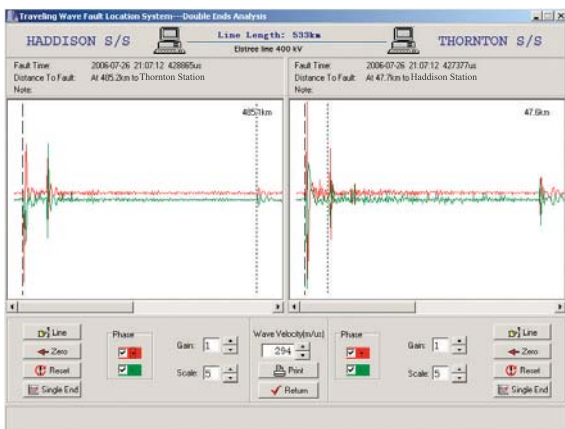 Traveling Wave Fault Location System---Double Ends Analysis
HADDISON S/S
Line Length: 533km
Elstree line 400 kV
THORNTON S/S
Fault Time: 2006-07-26 21:07:12 428865us
Distance To Fault: At 485.2km to Thornton Station
Note:
Fault Time: 2006-07-26 21:07:12 427377us
Distance To Fault: At 47.7km to Haddison Station
Note:
485.1km
47.6km
Line
Zero
Reset
Single End
Phase
Gain: 1
Scale: 5
Wave Velocity(m/us)
294
Print
Return
Phase
Gain: 1
Scale: 5
Line
Zero
Reset
Single End